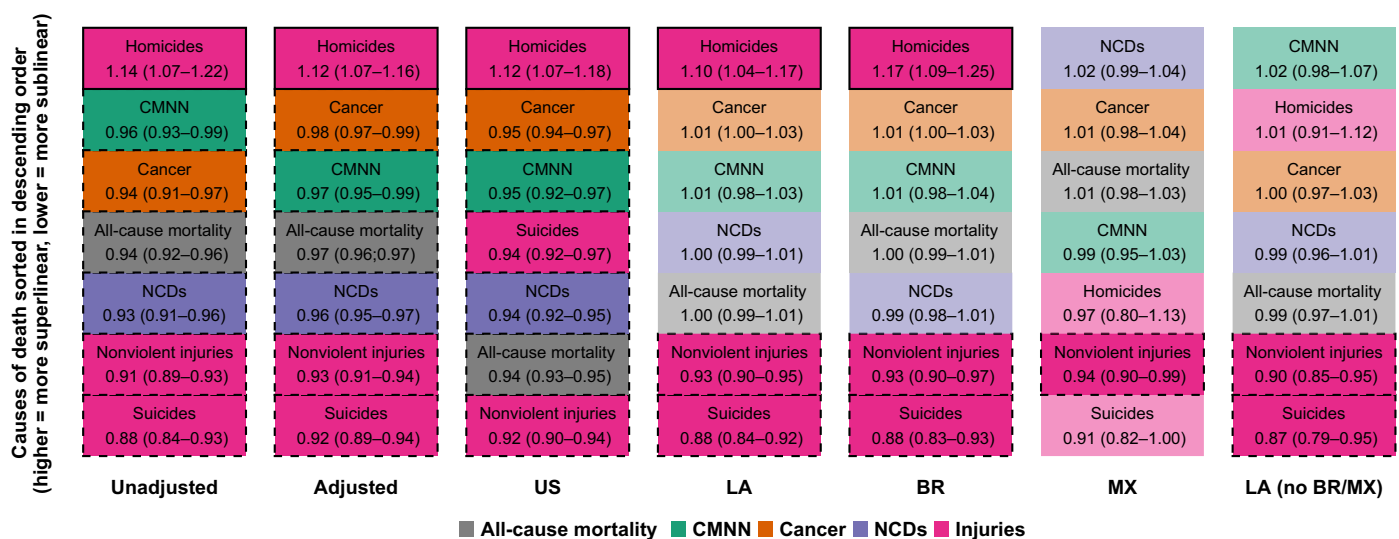 Causes of death sorted in descending order
(higher = more superlinear, lower = more sublinear)
Homicides
1.14 (1.07–1.22)
CMNN
0.96 (0.93–0.99)
Cancer
0.94 (0.91–0.97)
All-cause mortality
0.94 (0.92–0.96)
NCDs
0.93 (0.91–0.96)
Nonviolent injuries
0.91 (0.89–0.93)
Suicides
0.88 (0.84–0.93)
Unadjusted
Homicides
1.12 (1.07–1.16)
Cancer
0.98 (0.97–0.99)
CMNN
0.97 (0.95–0.99)
All-cause mortality
0.97 (0.96;0.97)
NCDs
0.96 (0.95–0.97)
Nonviolent injuries
0.93 (0.91–0.94)
Suicides
0.92 (0.89–0.94)
Adjusted
Homicides
1.12 (1.07–1.18)
Cancer
0.95 (0.94–0.97)
CMNN
0.95 (0.92–0.97)
Suicides
0.94 (0.92–0.97)
NCDs
0.94 (0.92–0.95)
All-cause mortality
0.94 (0.93–0.95)
Nonviolent injuries
0.92 (0.90–0.94)
US
Homicides
1.10 (1.04–1.17)
Cancer
1.01 (1.00–1.03)
CMNN
1.01 (0.98–1.03)
NCDs
1.00 (0.99–1.01)
All-cause mortality
1.00 (0.99–1.01)
Nonviolent injuries
0.93 (0.90–0.95)
Suicides
0.88 (0.84–0.92)
LA
Homicides
1.17 (1.09–1.25)
Cancer
1.01 (1.00–1.03)
CMNN
1.01 (0.98–1.04)
All-cause mortality
1.00 (0.99–1.01)
NCDs
0.99 (0.98–1.01)
Nonviolent injuries
0.93 (0.90–0.97)
Suicides
0.88 (0.83–0.93)
BR
NCDs
1.02 (0.99–1.04)
Cancer
1.01 (0.98–1.04)
All-cause mortality
1.01 (0.98–1.03)
CMNN
0.99 (0.95–1.03)
Homicides
0.97 (0.80–1.13)
Nonviolent injuries
0.94 (0.90–0.99)
Suicides
0.91 (0.82–1.00)
MX
CMNN
1.02 (0.98–1.07)
Homicides
1.01 (0.91–1.12)
Cancer
1.00 (0.97–1.03)
NCDs
0.99 (0.96–1.01)
All-cause mortality
0.99 (0.97–1.01)
Nonviolent injuries
0.90 (0.85–0.95)
Suicides
0.87 (0.79–0.95)
LA (no BR/MX)
All-cause mortality
CMNN
Cancer
NCDs
Injuries